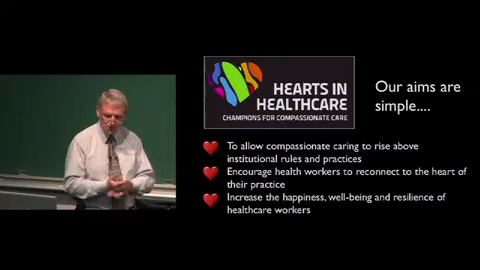 HEARTS IN
HEALTHCARE
CHAMPIONS FOR COMPASSIONATE CARE
Our aims are
simple....
To allow compassionate caring to rise above
institutional rules and practices
Encourage health workers to reconnect to the heart of
their practice
Increase the happiness, well-being and resilience of
healthcare workers